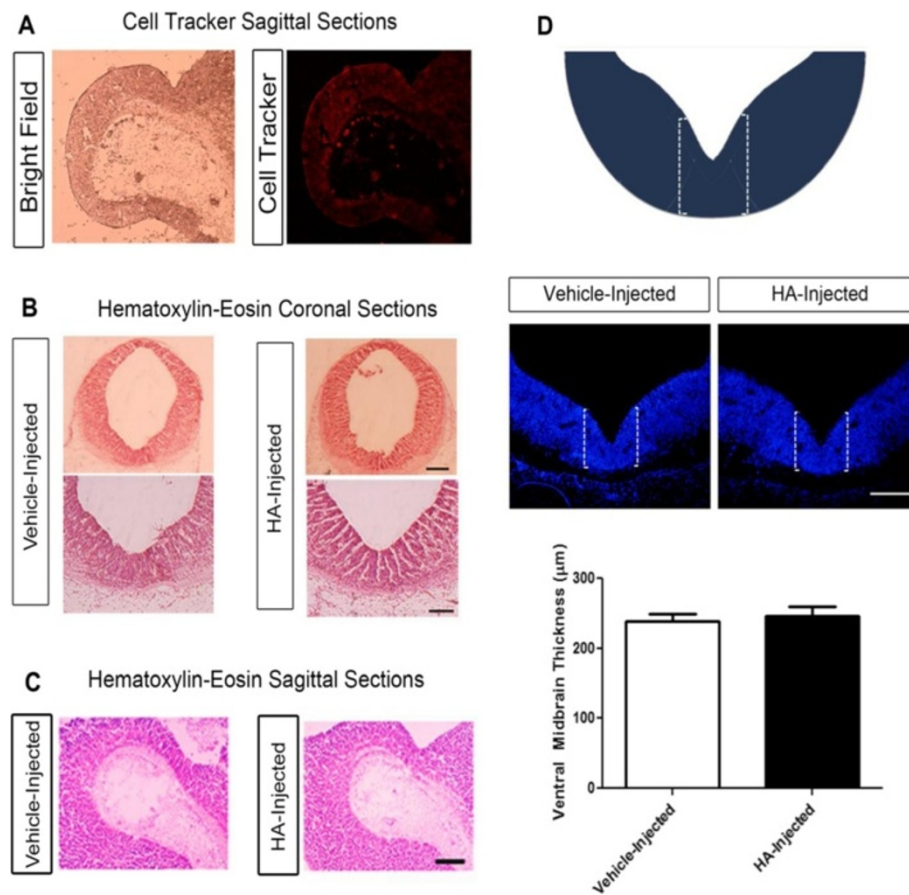 A
Cell Tracker Sagittal Sections
Bright Field
Cell Tracker
B
Hematoxylin-Eosin Coronal Sections
Vehicle-Injected
HA-Injected
C
Hematoxylin-Eosin Sagittal Sections
Vehicle-Injected
HA-Injected
D
Vehicle-Injected
HA-Injected
Ventral Midbrain Thickness (μm)
300
200
100
0
Vehicle-Injected
HA-Injected